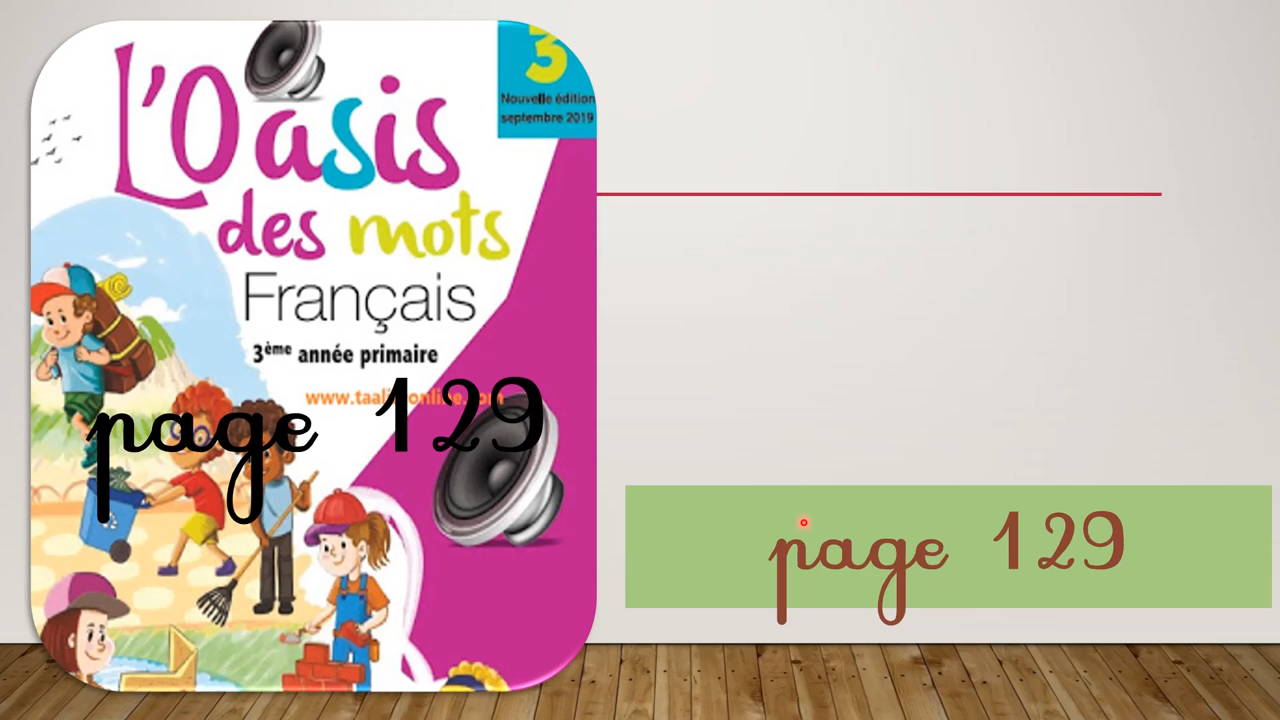 3
Nouvelle édition
septembre 2019
L'Oasis
des mots
Français
3ème année primaire
page 129
page 129